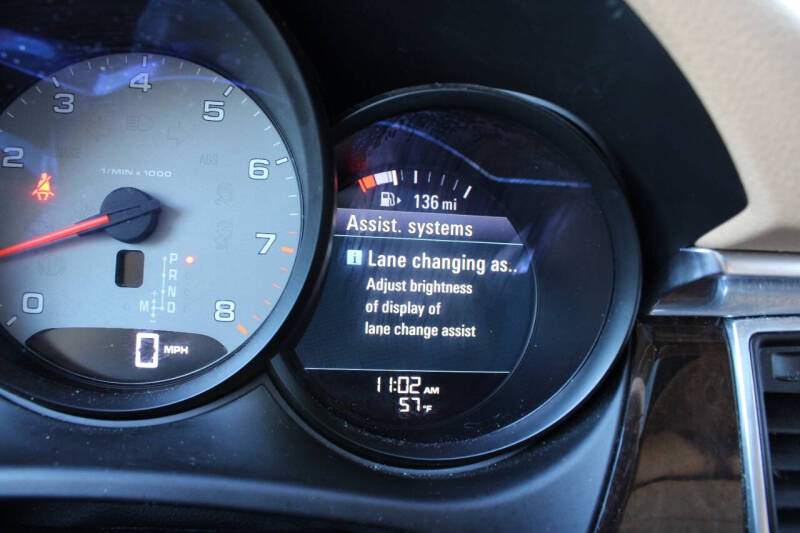 4
3
5
2
6
1/MIN x 1000
ABS
7
P
R
N
M D
+
-
0
8
0 MPH
136 mi
Assist. systems
i Lane changing as..
Adjust brightness
of display of
lane change assist
11:02 AM
57°F